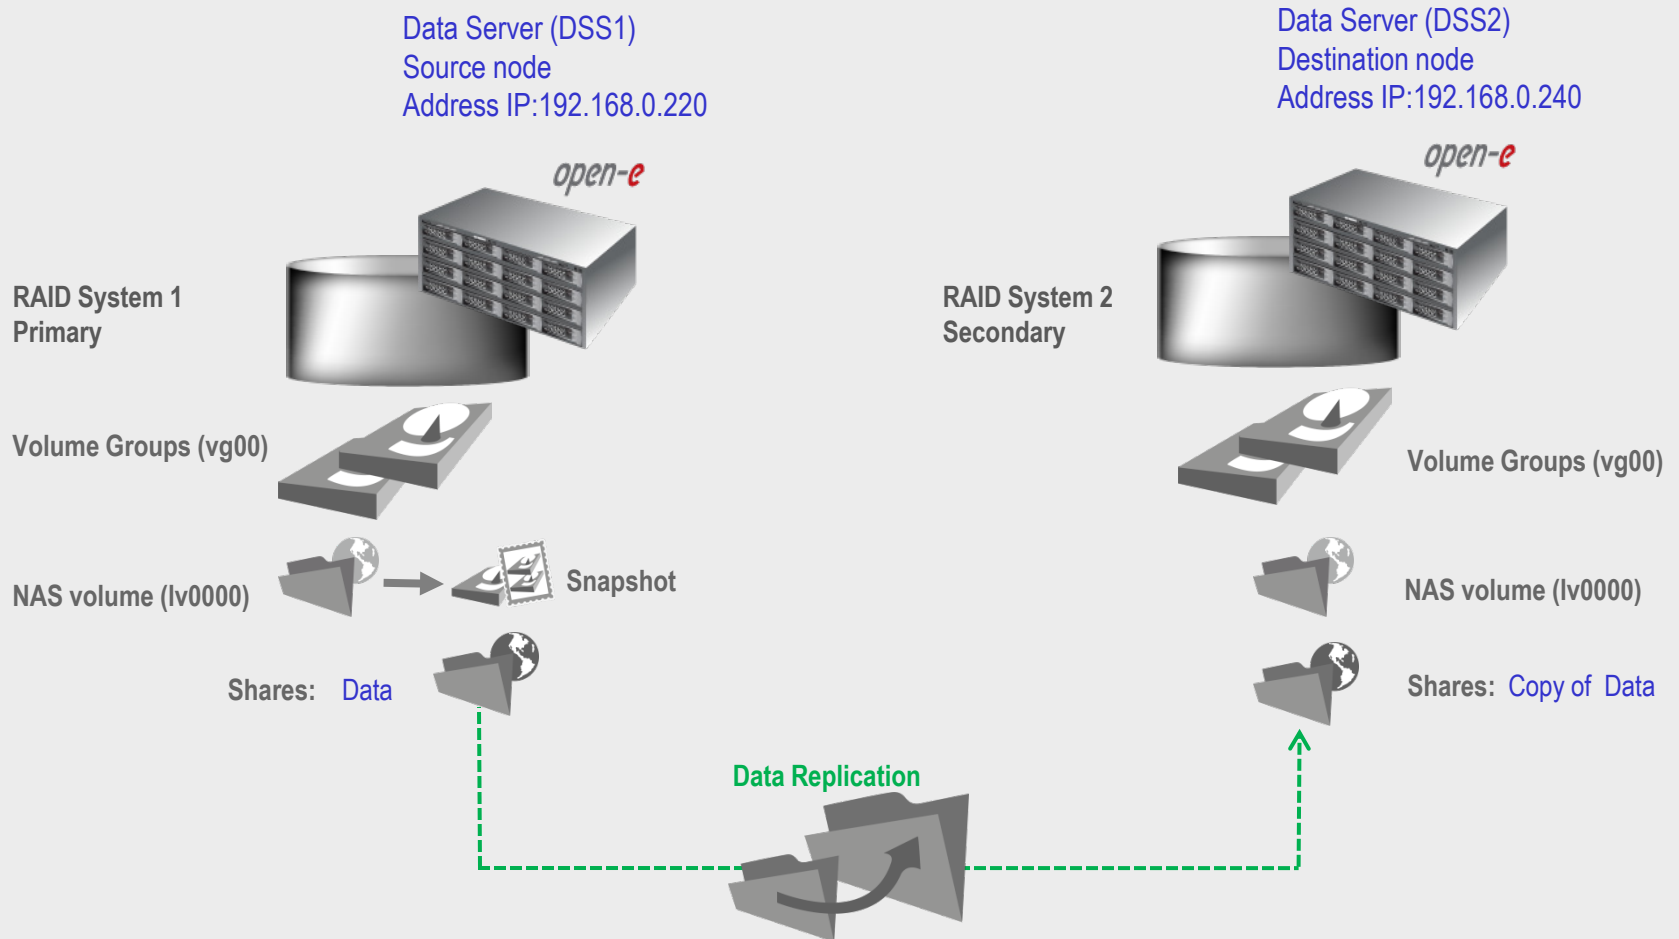 Data Server (DSS1)
Source node
Address IP:192.168.0.220
open-e
RAID System 1
Primary
Volume Groups (vg00)
NAS volume (lv0000)
Snapshot
Shares: Data
Data Server (DSS2)
Destination node
Address IP:192.168.0.240
open-e
RAID System 2
Secondary
Volume Groups (vg00)
NAS volume (lv0000)
Shares: Copy of Data
Data Replication